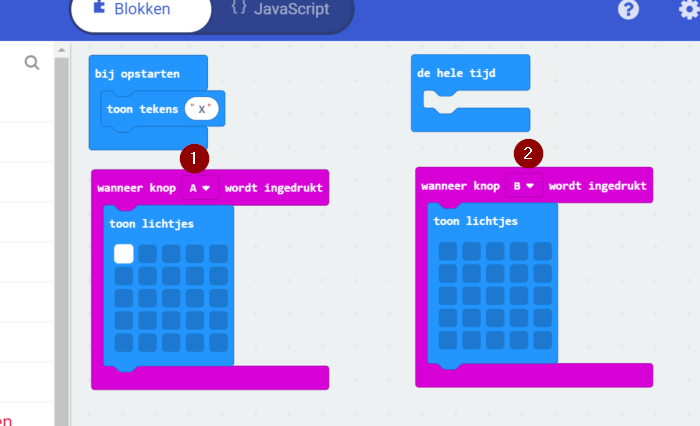 Blokken
{} JavaScript
?
bij opstarten
toon tekens "x"
de hele tijd
1
wanneer knop A wordt ingedrukt
toon lichtjes
2
wanneer knop B wordt ingedrukt
toon lichtjes
en